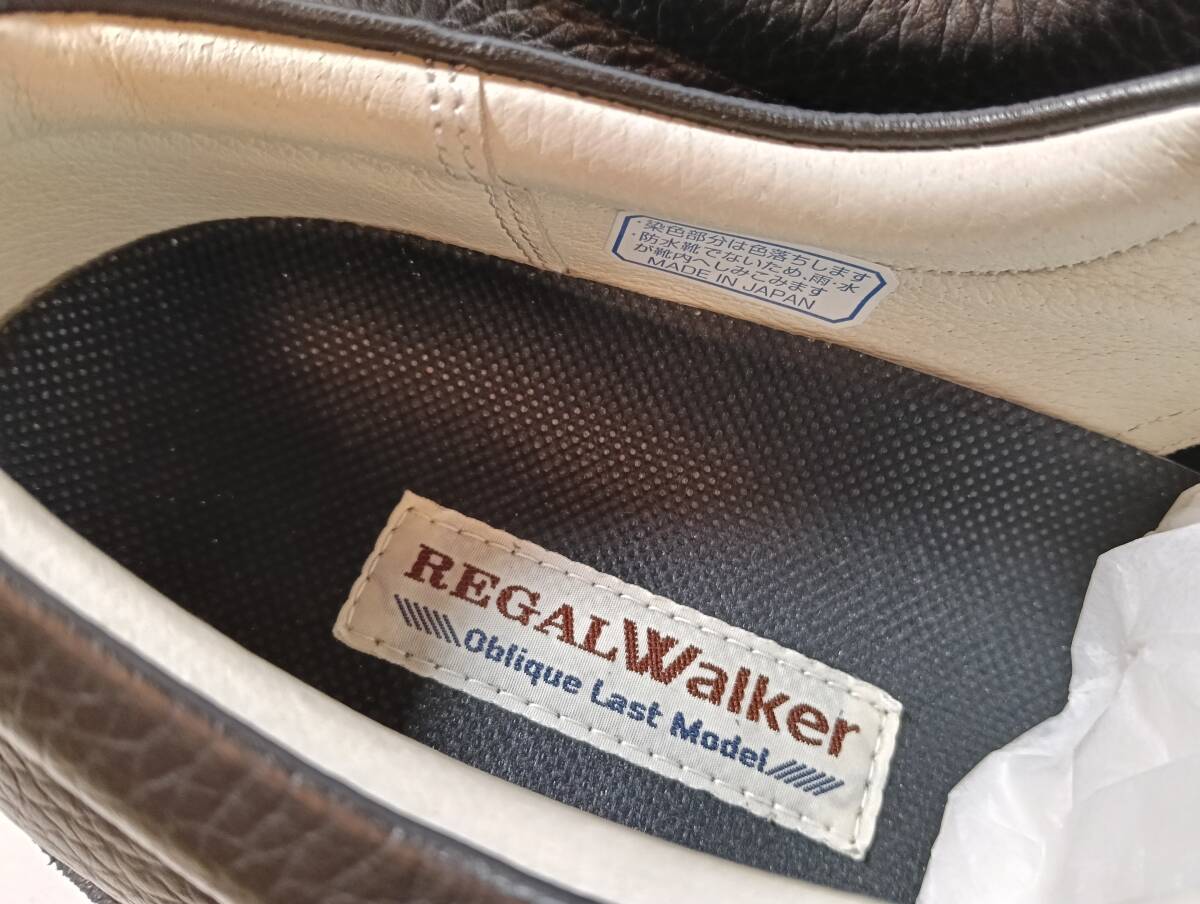 ・染色部分は色落ちします
・防水靴でないため、雨・水
が靴内へしみこみます
MADE IN JAPAN
REGAL Walker
Oblique Last Model